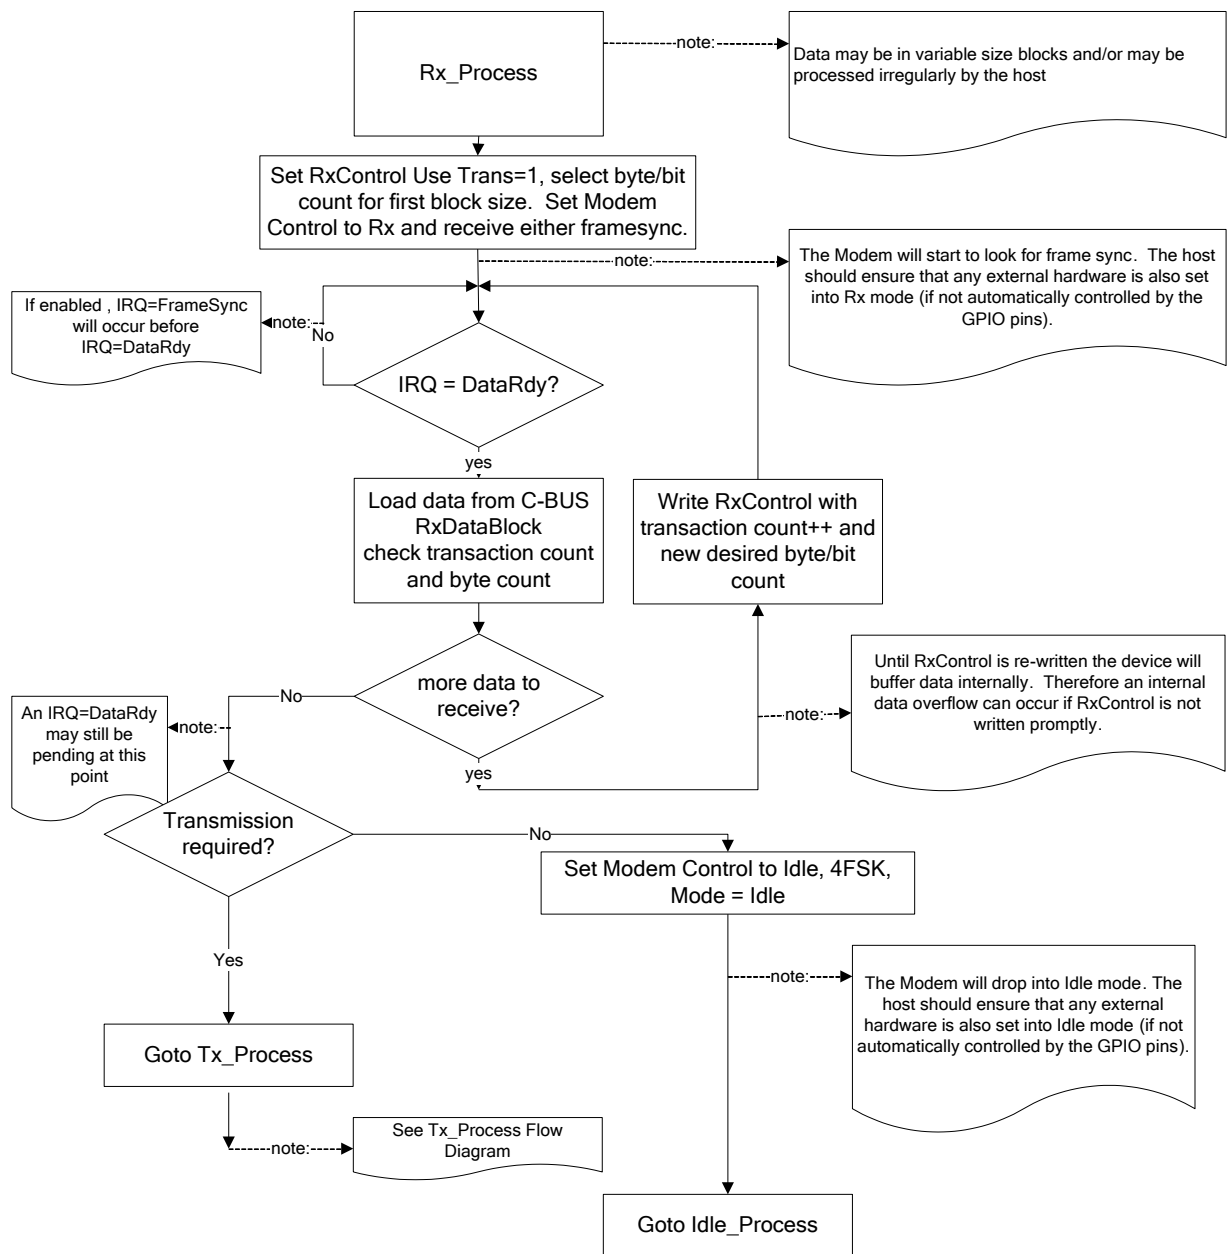 Rx_Process
note:
Data may be in variable size blocks and/or may be
processed irregularly by the host
Set RxControl Use Trans=1, select byte/bit
count for first block size.  Set Modem
Control to Rx and receive either framesync.
note:
The Modem will start to look for frame sync.  The host
should ensure that any external hardware is also set
into Rx mode (if not automatically controlled by the
GPIO pins).
If enabled , IRQ=FrameSync
will occur before
IRQ=DataRdy
note:
No
IRQ = DataRdy?
yes
Load data from C-BUS
RxDataBlock
check transaction count
and byte count
Write RxControl with
transaction count++ and
new desired byte/bit
count
more data to
receive?
No
An IRQ=DataRdy
may still be
pending at this
point
note:
yes
note:
Until RxControl is re-written the device will
buffer data internally.  Therefore an internal
data overflow can occur if RxControl is not
written promptly.
Transmission
required?
No
Set Modem Control to Idle, 4FSK,
Mode = Idle
Yes
note:
The Modem will drop into Idle mode. The
host should ensure that any external
hardware is also set into Idle mode (if not
automatically controlled by the GPIO pins).
Goto Tx_Process
note:
See Tx_Process Flow
Diagram
Goto Idle_Process